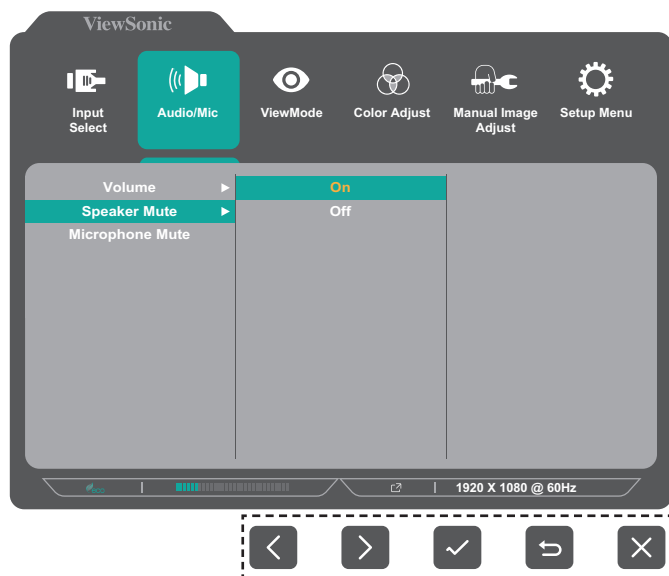 ViewSonic
Input Select
Audio/Mic
ViewMode
Color Adjust
Manual Image Adjust
Setup Menu
Volume
On
Speaker Mute
Off
Microphone Mute
eco
1920 X 1080 @ 60Hz